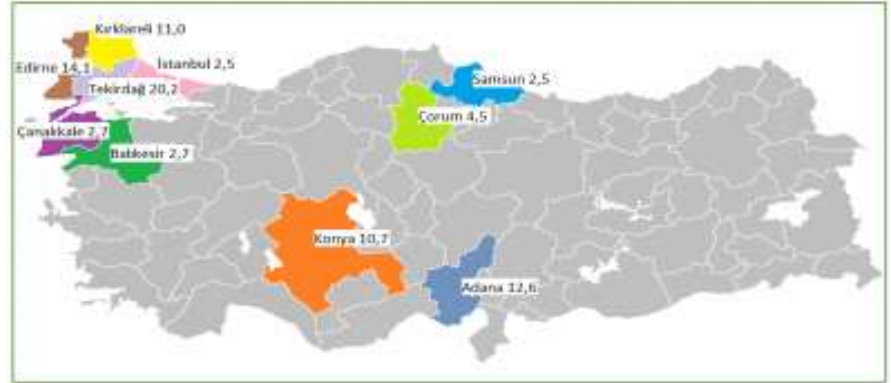 Kırklareli 11,0
İstanbul 2,5
Edirne 14,1
Tekirdağ 20,2
Samsun 2,5
Çorum 4,5
Çanakkale 2,7
Balıkesir 2,7
Konya 10,7
Adana 12,6